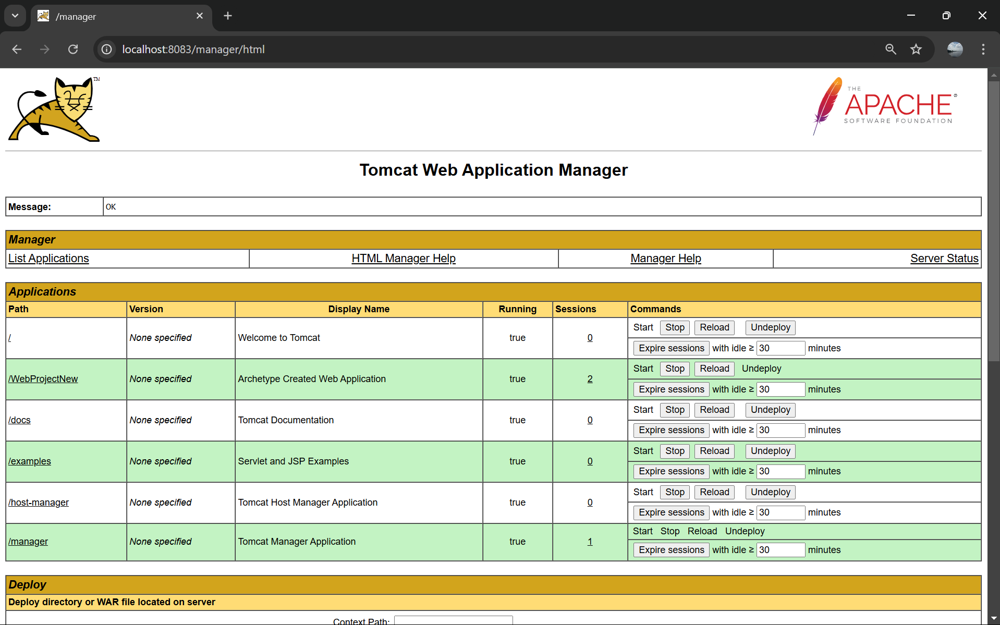 /manager
localhost:8083/manager/html
TM
THE
APACHE®
SOFTWARE FOUNDATION
Tomcat Web Application Manager
Message: OK
Manager
List Applications HTML Manager Help Manager Help Server Status
Applications
Path Version Display Name Running Sessions Commands
/ None specified Welcome to Tomcat true 0 Start Stop Reload Undeploy
Expire sessions with idle ≥ 30 minutes
/WebProjectNew None specified Archetype Created Web Application true 2 Start Stop Reload Undeploy
Expire sessions with idle ≥ 30 minutes
/docs None specified Tomcat Documentation true 0 Start Stop Reload Undeploy
Expire sessions with idle ≥ 30 minutes
/examples None specified Servlet and JSP Examples true 0 Start Stop Reload Undeploy
Expire sessions with idle ≥ 30 minutes
/host-manager None specified Tomcat Host Manager Application true 0 Start Stop Reload Undeploy
Expire sessions with idle ≥ 30 minutes
/manager None specified Tomcat Manager Application true 1 Start Stop Reload Undeploy
Expire sessions with idle ≥ 30 minutes
Deploy
Deploy directory or WAR file located on server
Context Path: